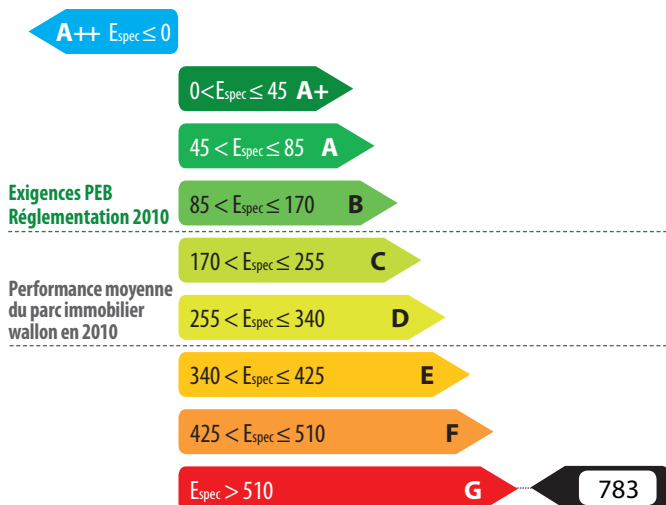 A++ Espec ≤ 0
0 < Espec ≤ 45 A+
45 < Espec ≤ 85 A
Exigences PEB
Réglementation 2010
85 < Espec ≤ 170 B
170 < Espec ≤ 255 C
Performance moyenne
du parc immobilier
wallon en 2010
255 < Espec ≤ 340 D
340 < Espec ≤ 425 E
425 < Espec ≤ 510 F
Espec > 510 G 783